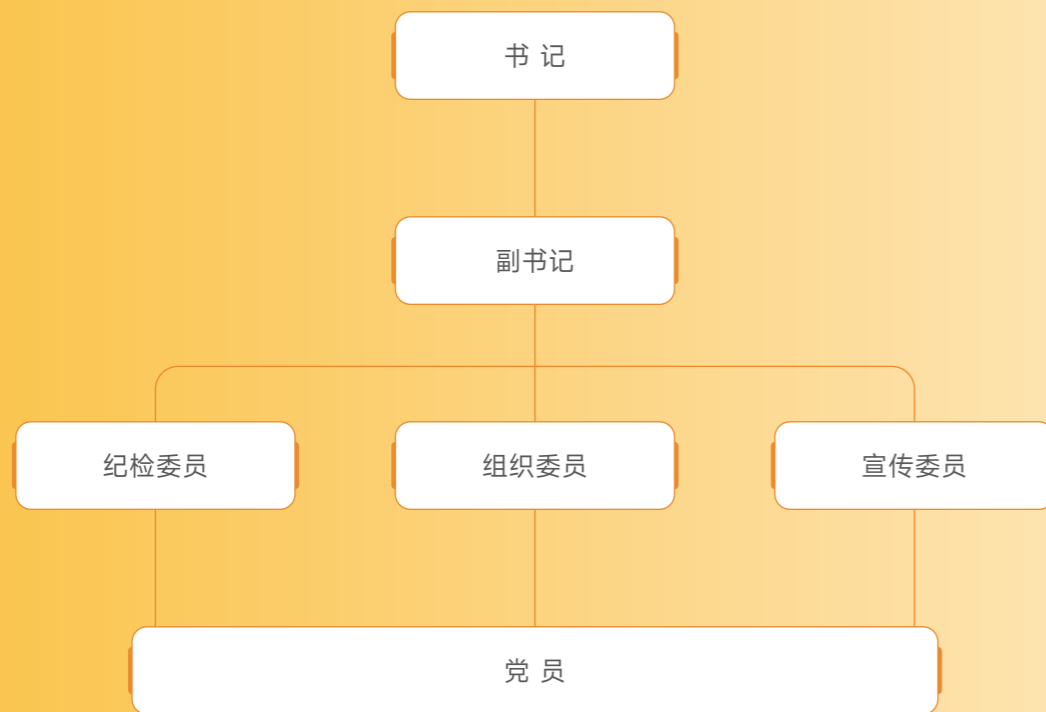 书 记
副书记
纪检委员
组织委员
宣传委员
党 员